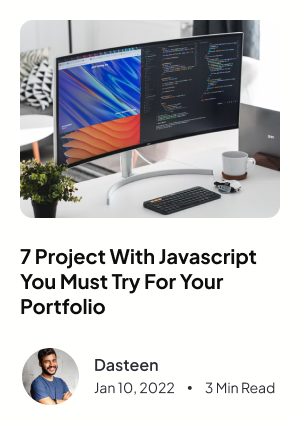 7 Project With Javascript
You Must Try For Your
Portfolio
Dasteen
Jan 10, 2022 • 3 Min Read